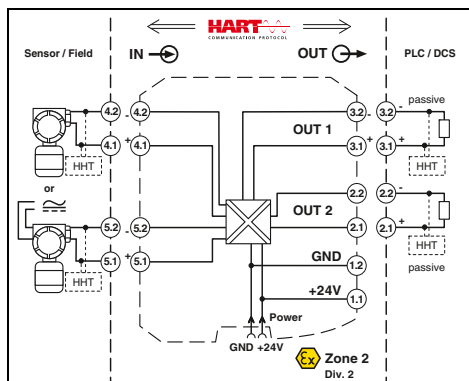 HART
COMMUNICATION PROTOCOL
Sensor / Field
IN
OUT
PLC / DCS
4.2 - 4.2
3.2 - 3.2 -
passive
OUT 1
4.1 + 4.1
3.1 + 3.1 +
HHT
HHT
or
2.2 2.2 -
passive
OUT 2
5.2 - 5.2
2.1 2.1 +
HHT
GND
5.1 + 5.1
1.2
passive
HHT
+24V
1.1
Power
GND +24V
Ex Zone 2
Div. 2